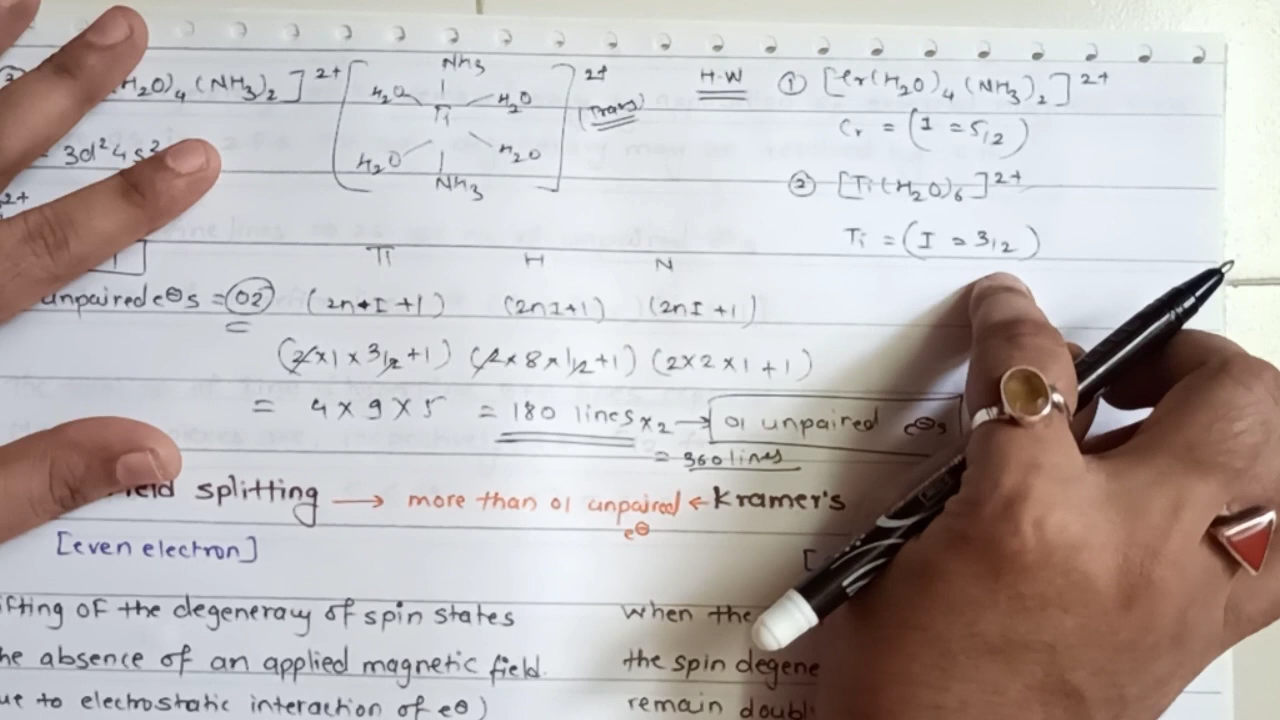 H₂O)₄(NH₃)₂]²⁺
3d²4s²
2+
unpaired e⊖s = 02
=
[
NH₃
H₂O
H₂O
Ti
H₂O
H₂O
NH₃
]²⁺
(Trans)
H.W
① [Cr(H₂O)₄(NH₃)₂]²⁺
Cr = (I = 5/2)
② [Ti(H₂O)₆]²⁺
Ti = (I = 3/2)
Ti H N
(2n*I+1) (2nI+1) (2nI+1)
(2×1×3/2+1) (2×8×1/2+1) (2×2×1+1)
= 4×9×5 = 180 lines ×2 → 01 unpaired e⊖s
= 360 lines
eld splitting → more than 01 unpaired ← Kramer's
e⊖
[even electron] [
ifting of the degeneracy of spin states
he absence of an applied magnetic field.
ue to electrostatic interaction of e⊖)
when the
the spin degene
remain doubl